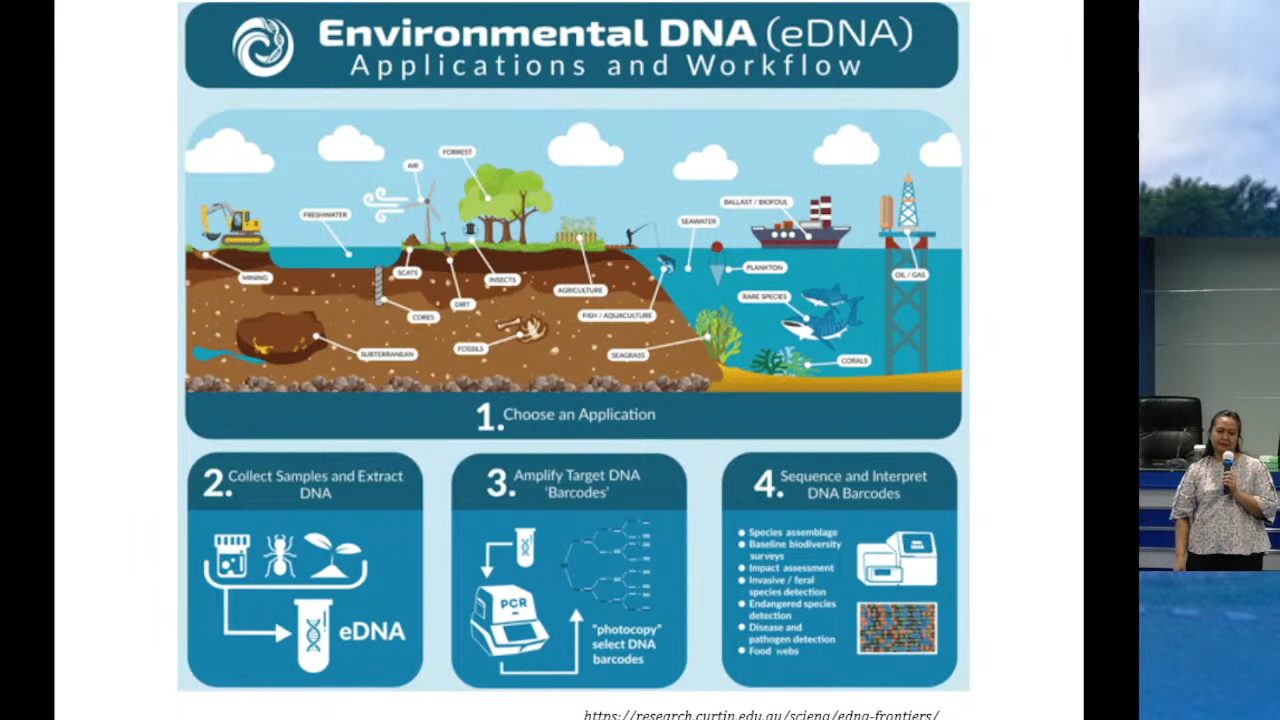 Environmental DNA (eDNA)
Applications and Workflow
FORREST
AIR
BALLAST / BIOFOUL
FRESHWATER
SEAWATER
PLANKTON
SCATS
OIL / GAS
MINING
INSECTS
AGRICULTURE
RARE SPECIES
DIRT
CORES
FISH / AQUACULTURE
FOSSILS
SUBTERRANEAN
SEAGRASS
CORALS
1. Choose an Application
2. Collect Samples and Extract
DNA
eDNA
3. Amplify Target DNA
'Barcodes'
PCR
"photocopy"
select DNA
barcodes
4. Sequence and Interpret
DNA Barcodes
Species assemblage
Baseline biodiversity
surveys
Impact assessment
Invasive / feral
species detection
Endangered species
detection
Disease and
pathogen detection
Food webs
https://research.curtin.edu.au/scieng/edna-frontiers/